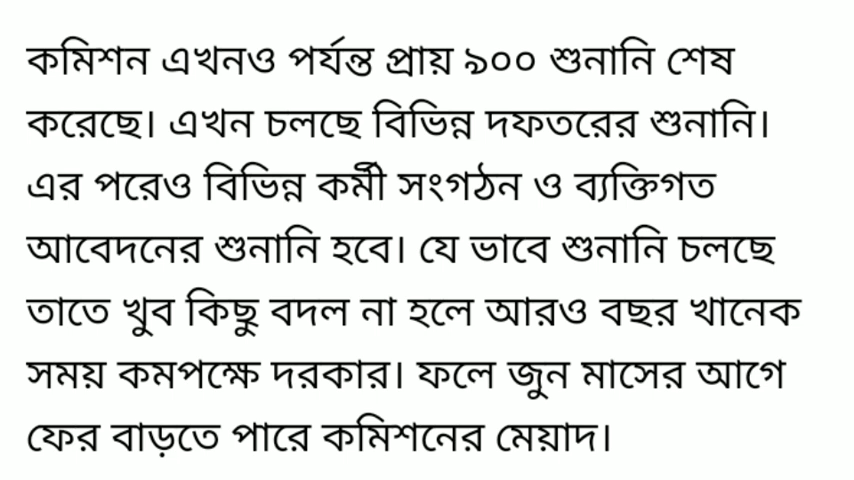 কমিশন এখনও পর্যন্ত প্রায় ৯০০ শুনানি শেষ
করেছে। এখন চলছে বিভিন্ন দফতরের শুনানি।
এর পরেও বিভিন্ন কর্মী সংগঠন ও ব্যক্তিগত
আবেদনের শুনানি হবে। যে ভাবে শুনানি চলছে
তাতে খুব কিছু বদল না হলে আরও বছর খানেক
সময় কমপক্ষে দরকার। ফলে জুন মাসের আগে
ফের বাড়তে পারে কমিশনের মেয়াদ।